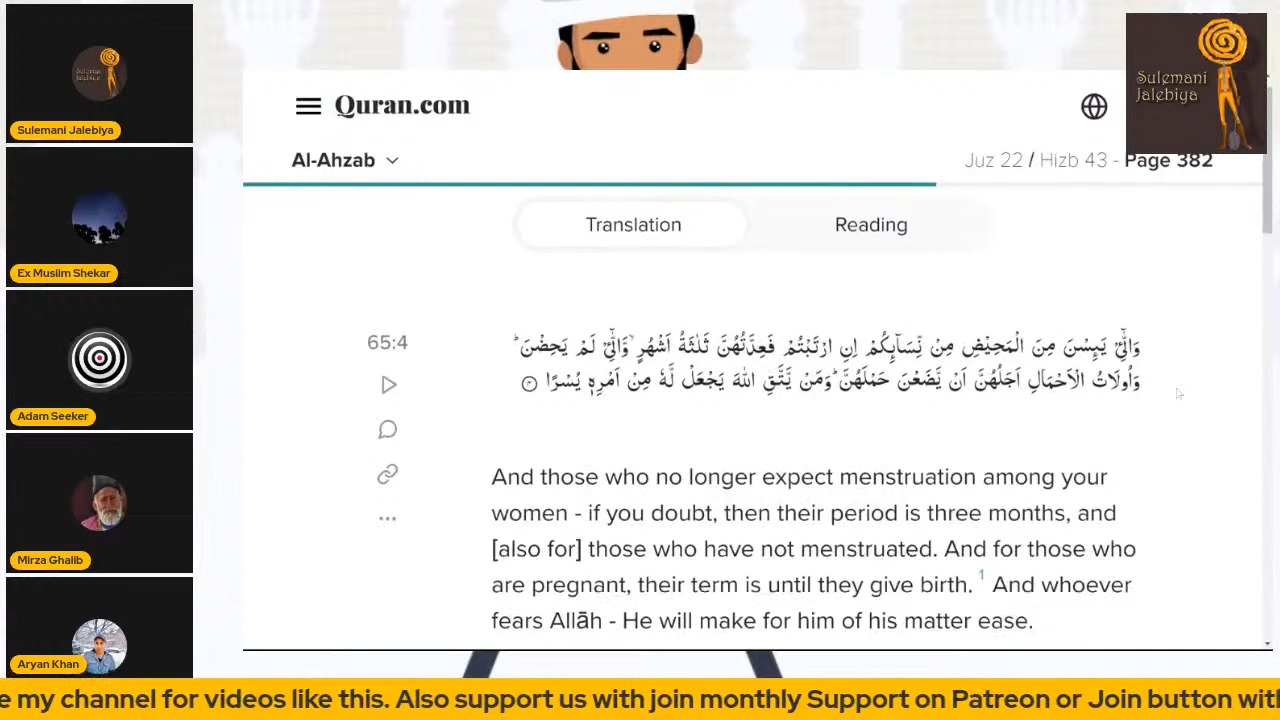 Sulemani Jalebiya
Ex Muslim Shekar
Adam Seeker
Mirza Ghalib
Aryan Khan
Quran.com
Sulemani
Jalebiya
Al-Ahzab
Juz 22 / Hizb 43 - Page 382
Translation
Reading
65:4
وَالّٰٓـِٔيْ يَىِٕسْنَ مِنَ الْمَحِيْضِ مِنْ نِّسَاۤىِٕكُمْ اِنِ ارْتَبْتُمْ فَعِدَّتُهُنَّ ثَلٰثَةُ اَشْهُرٍۙ وَّالّٰٓـِٔيْ لَمْ يَحِضْنَۗ
وَاُولَاتُ الْاَحْمَالِ اَجَلُهُنَّ اَنْ يَّضَعْنَ حَمْلَهُنَّۗ وَمَنْ يَّتَّقِ اللّٰهَ يَجْعَلْ لَّهٗ مِنْ اَمْرِهٖ يُسْرًا ٤
And those who no longer expect menstruation among your
women - if you doubt, then their period is three months, and
[also for] those who have not menstruated. And for those who
are pregnant, their term is until they give birth. 1 And whoever
fears Allāh - He will make for him of his matter ease.
e my channel for videos like this. Also support us with join monthly Support on Patreon or Join button with